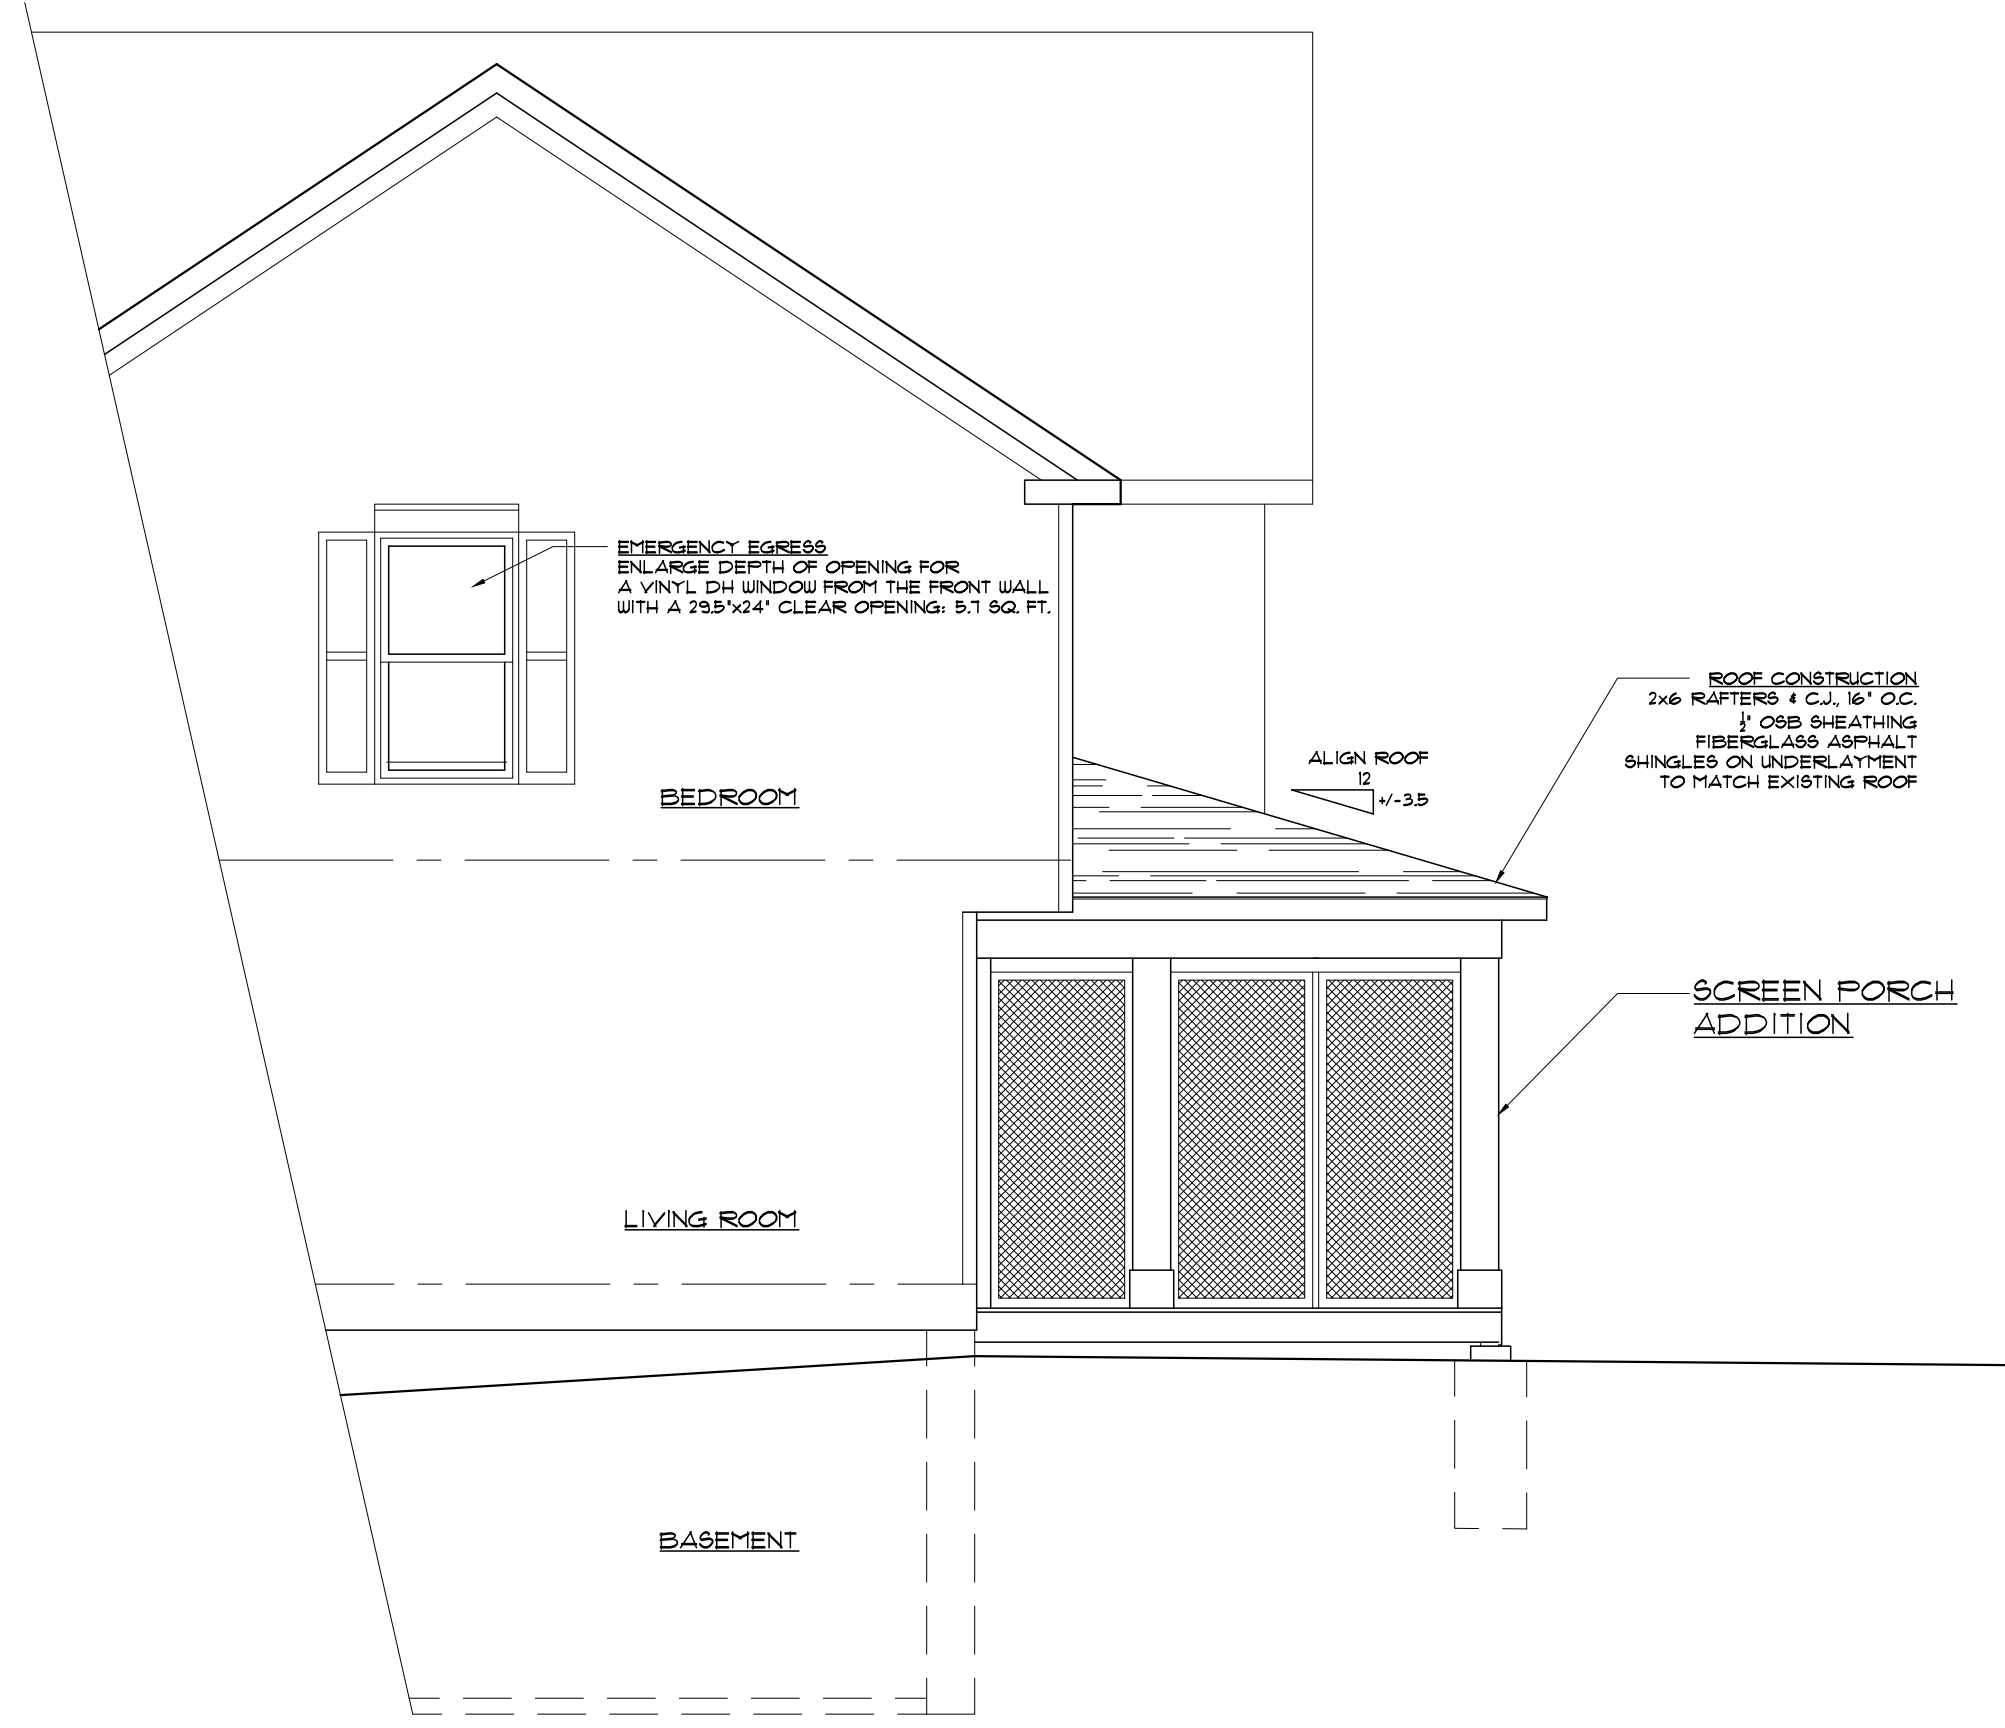 EMERGENCY EGRESS
ENLARGE DEPTH OF OPENING FOR
A VINYL DH WINDOW FROM THE FRONT WALL
WITH A 29.5"x24" CLEAR OPENING: 5.7 SQ. FT.
ROOF CONSTRUCTION
2x6 RAFTERS & C.J., 16" O.C.
1/2" OSB SHEATHING
FIBERGLASS ASPHALT
SHINGLES ON UNDERLAYMENT
TO MATCH EXISTING ROOF
ALIGN ROOF
12
+/-3.5
BEDROOM
SCREEN PORCH
ADDITION
LIVING ROOM
BASEMENT